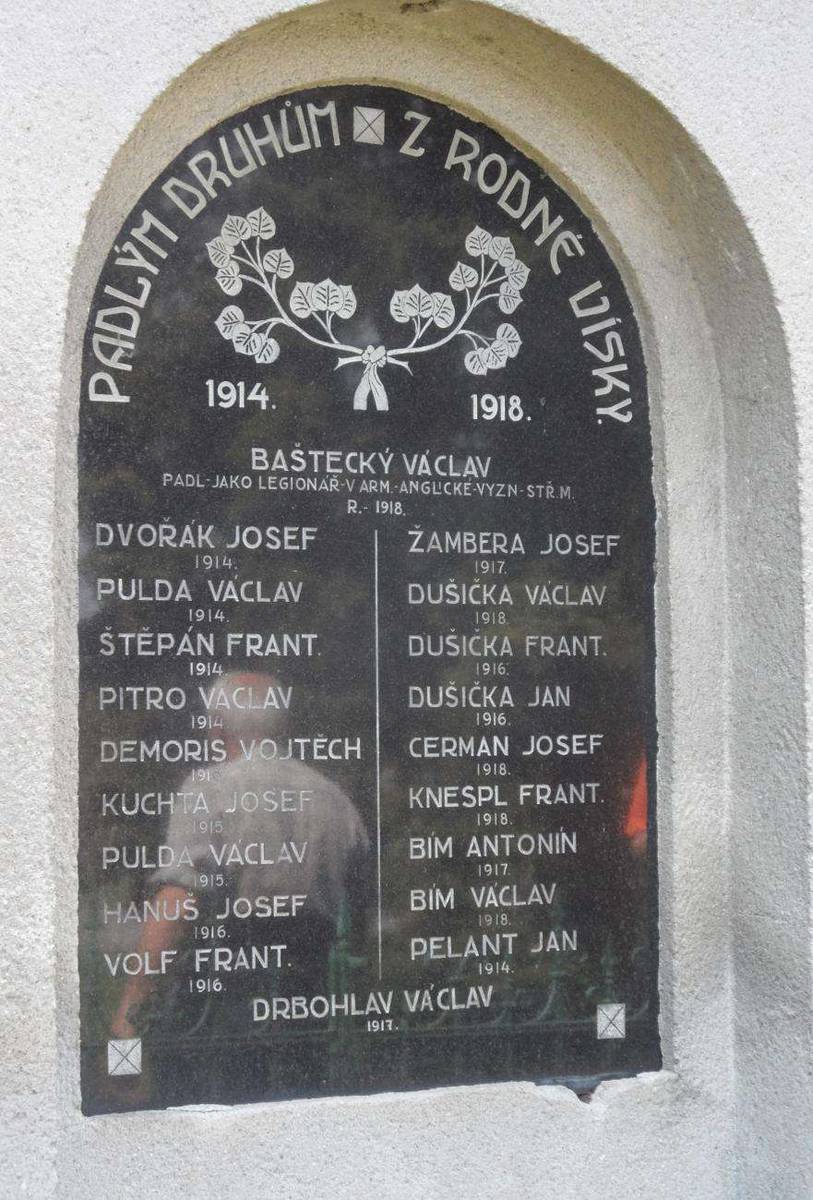 PADLÝM DRUHŮM Z RODNÉ VÍSKY.
1914. 1918.
BAŠTECKÝ VÁCLAV
PADL-JAKO LEGIONÁŘ-V ARM.-ANGLICKÉ-VYZN-STŘ.M.
R.- 1918.
DVOŘÁK JOSEF
1914.
PULDA VÁCLAV
1914.
ŠTĚPÁN FRANT.
1914.
PITRO VÁCLAV
1914
DEMORIS VOJTĚCH
KUCHTA JOSEF
1915.
PULDA VÁCLAV
1915.
HANUŠ JOSEF
1916.
VOLF FRANT.
1916.
ŽAMBERA JOSEF
1917.
DUŠIČKA VÁCLAV
1918.
DUŠIČKA FRANT.
1916.
DUŠIČKA JAN
1916.
CERMAN JOSEF
1918.
KNESPL FRANT.
1918.
BÍM ANTONÍN
1917.
BÍM VÁCLAV
1918.
PELANT JAN
1914.
DRBOHLAV VÁCLAV
1917.